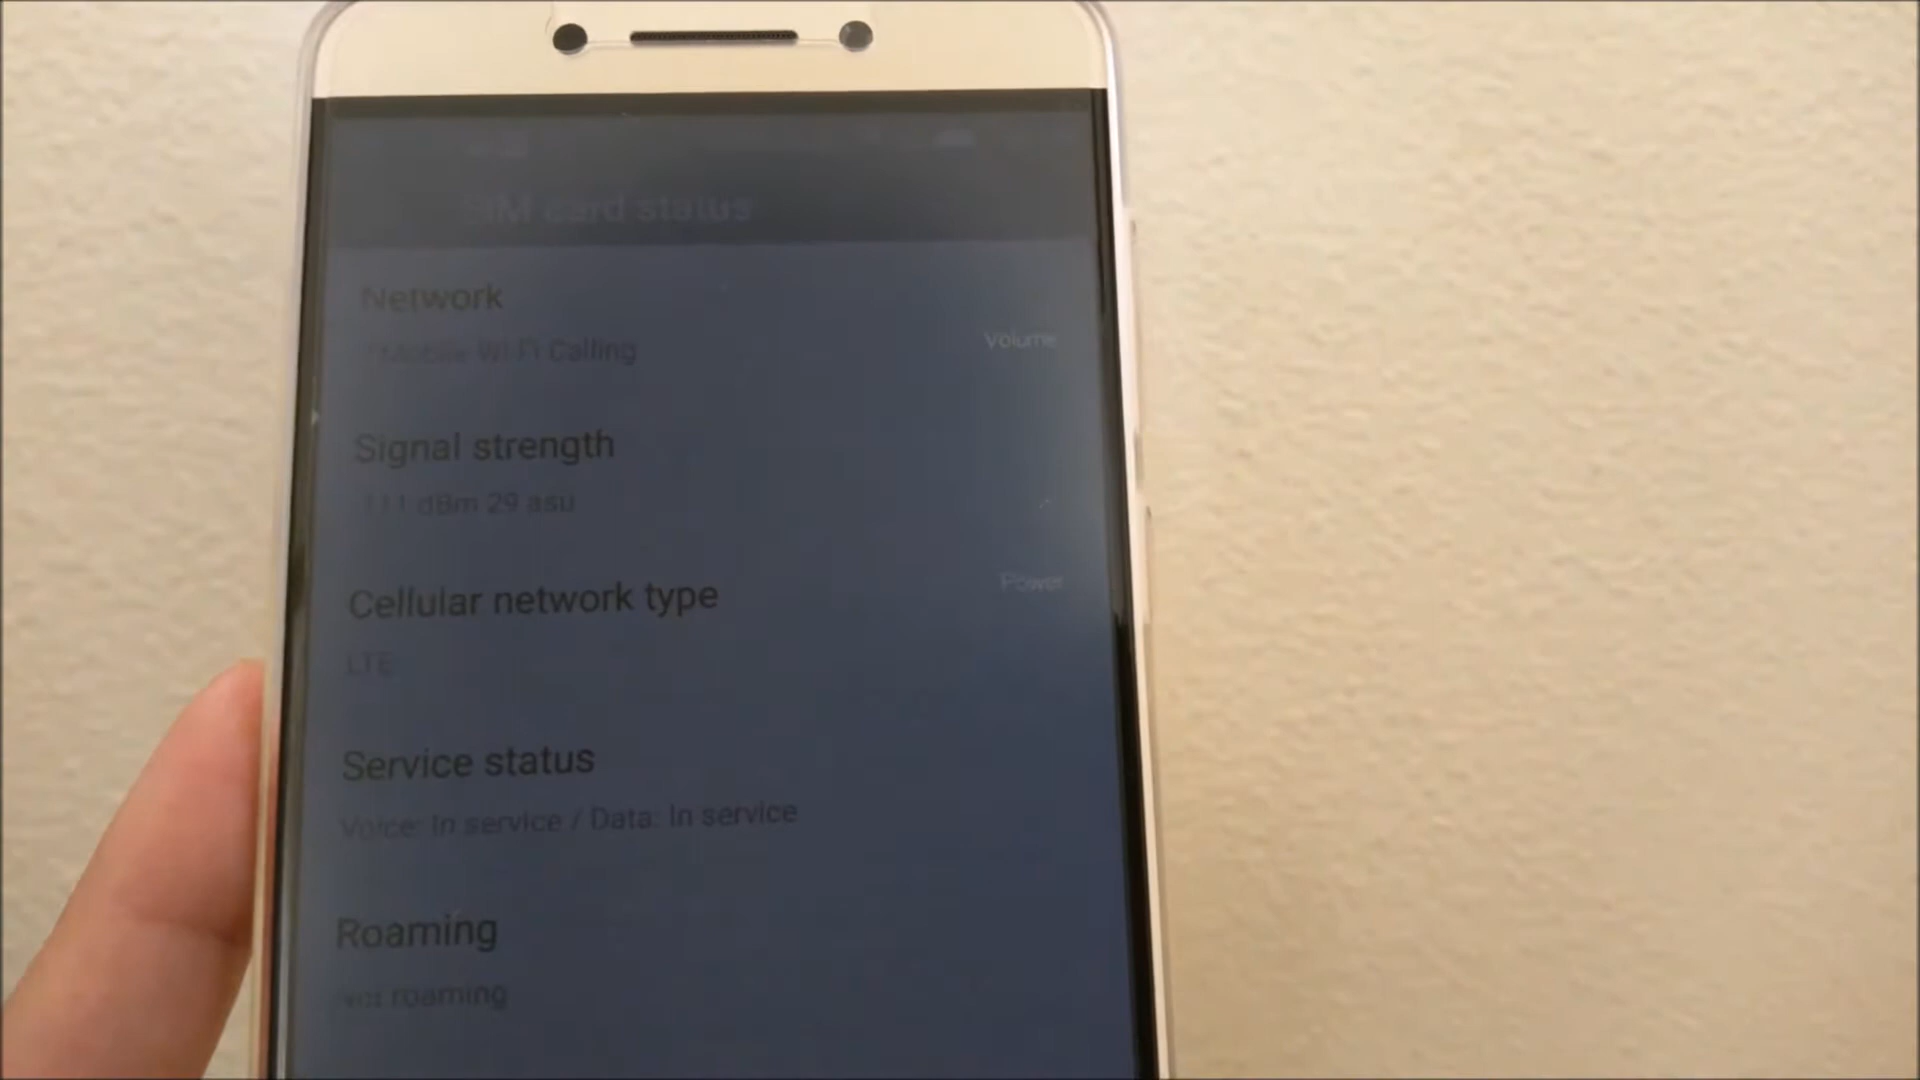 SIM card status
Network
T-Mobile Wi-Fi Calling
Volume
Signal strength
111 dBm 29 asu
Cellular network type
Power
LTE
Service status
Voice: In service / Data: In service
Roaming
Not roaming